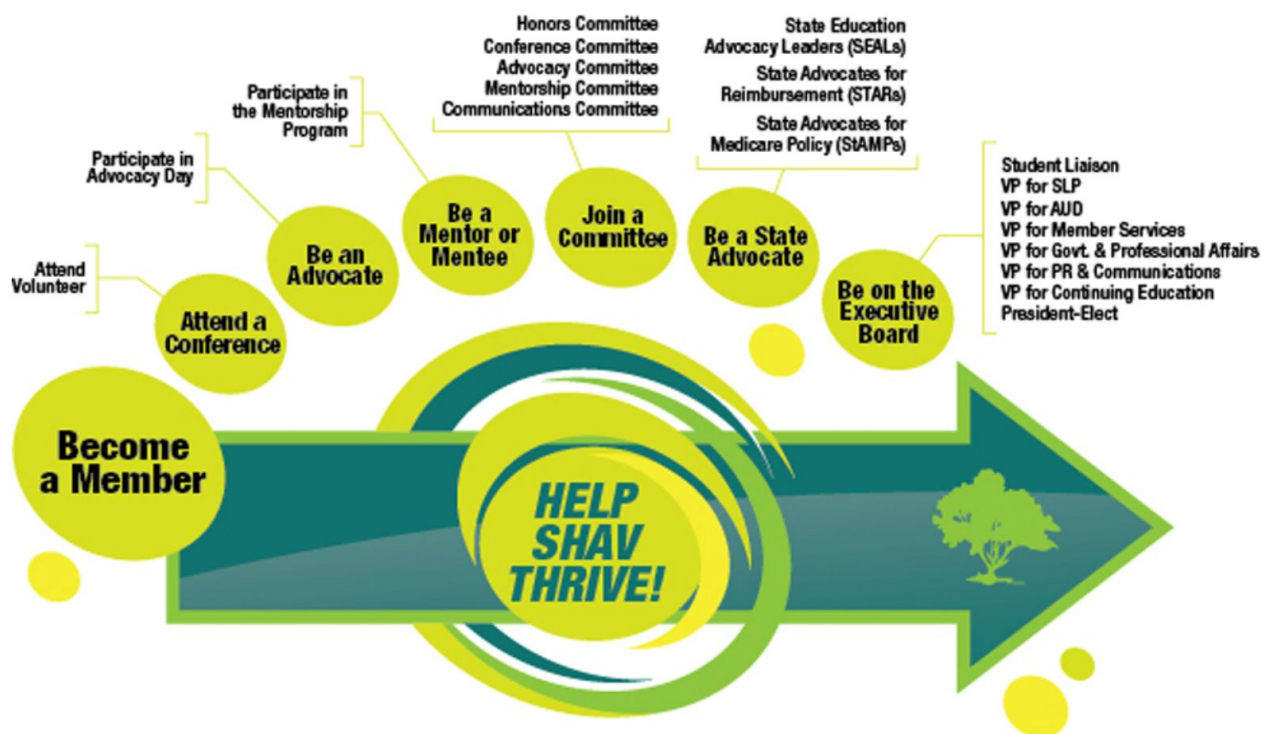 Become
a Member
Attend
Volunteer
Attend a
Conference
Participate in
Advocacy Day
Be an
Advocate
Participate in
the Mentorship
Program
Be a
Mentor or
Mentee
Honors Committee
Conference Committee
Advocacy Committee
Mentorship Committee
Communications Committee
Join a
Committee
State Education
Advocacy Leaders (SEALs)
State Advocates for
Reimbursement (STARs)
State Advocates for
Medicare Policy (StAMPs)
Be a State
Advocate
Student Liaison
VP for SLP
VP for AUD
VP for Member Services
VP for Govt. & Professional Affairs
VP for PR & Communications
VP for Continuing Education
President-Elect
Be on the
Executive
Board
HELP
SHAV
THRIVE!